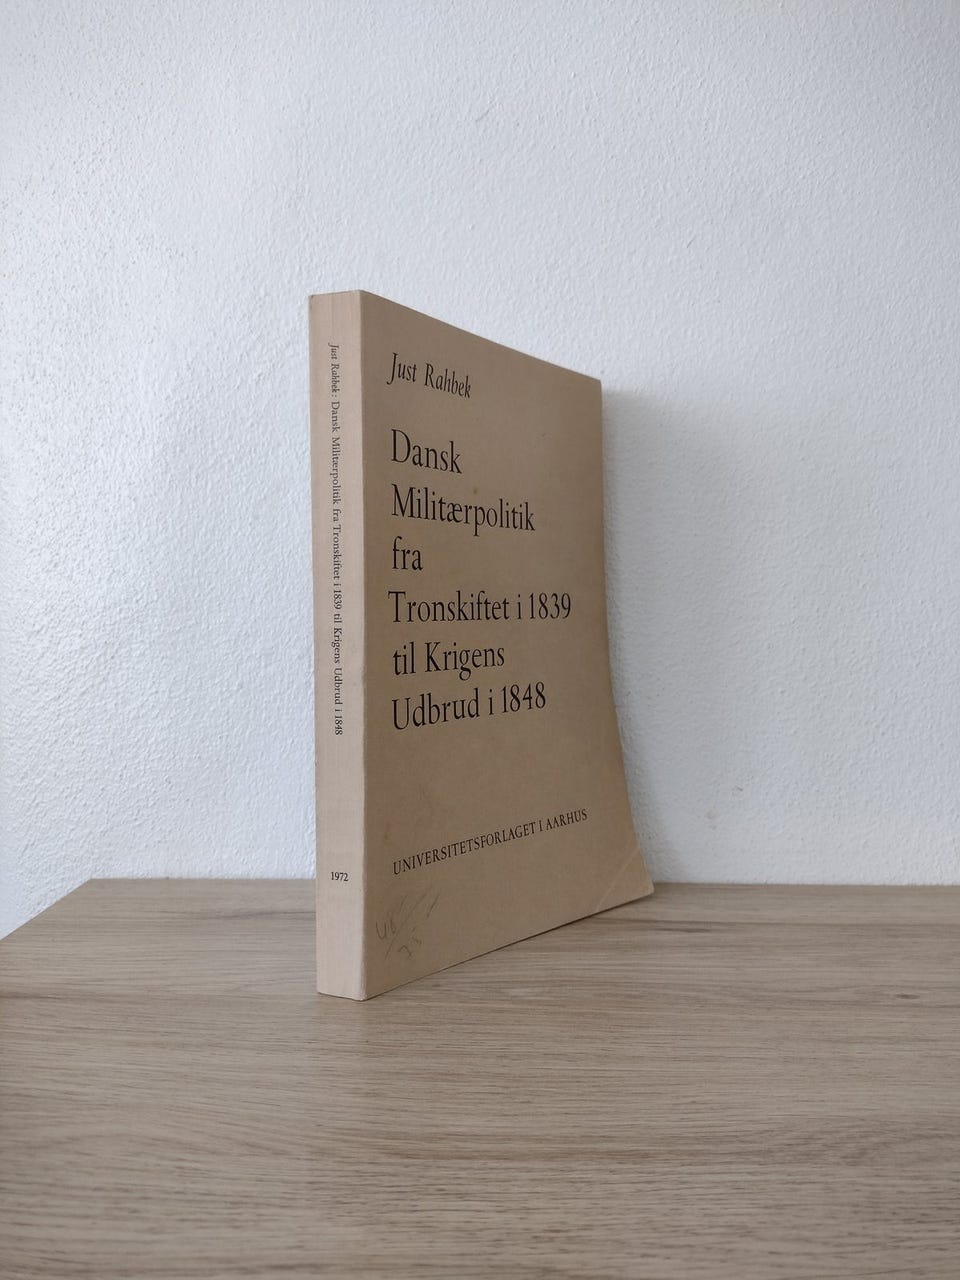 Just Rahbek: Dansk Militærpolitik fra Tronskiftet i 1839 til Krigens Udbrud i 1848
1972
Just Rahbek
Dansk
Militærpolitik
fra
Tronskiftet i 1839
til Krigens
Udbrud i 1848
UNIVERSITETSFORLAGET I AARHUS